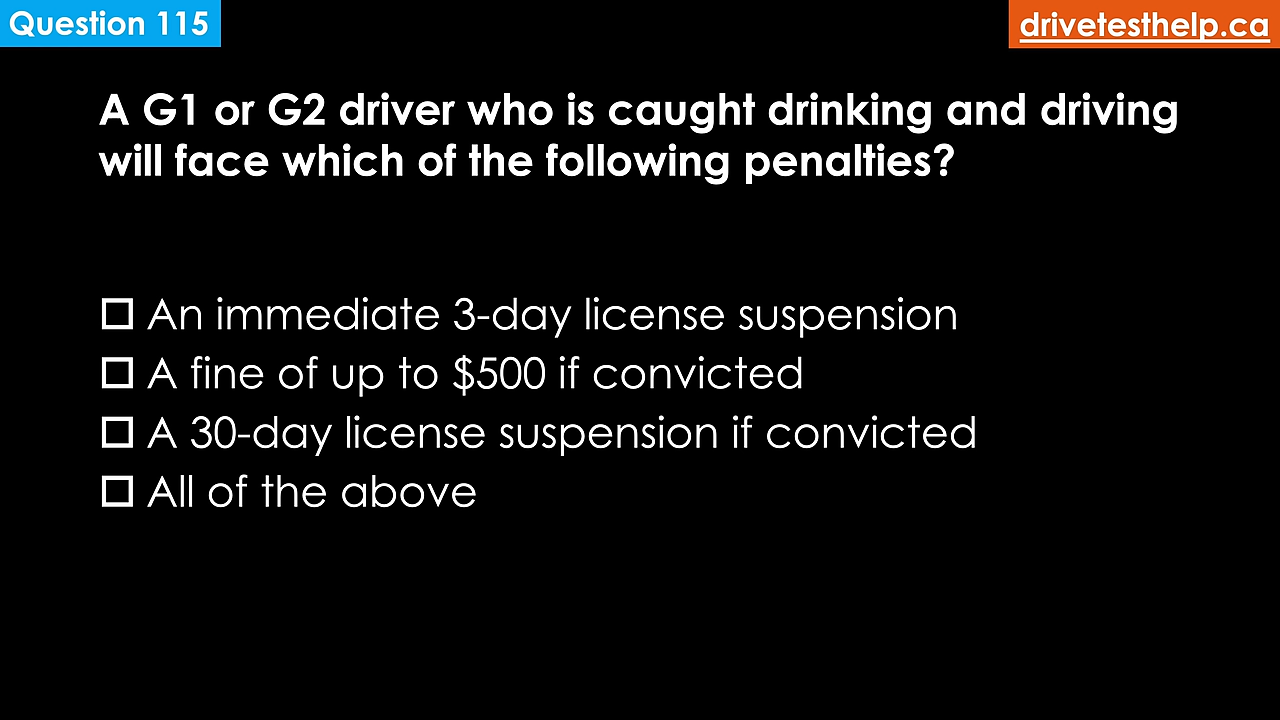 Question 115
drivetesthelp.ca
A G1 or G2 driver who is caught drinking and driving
will face which of the following penalties?
☐ An immediate 3-day license suspension
☐ A fine of up to $500 if convicted
☐ A 30-day license suspension if convicted
☐ All of the above